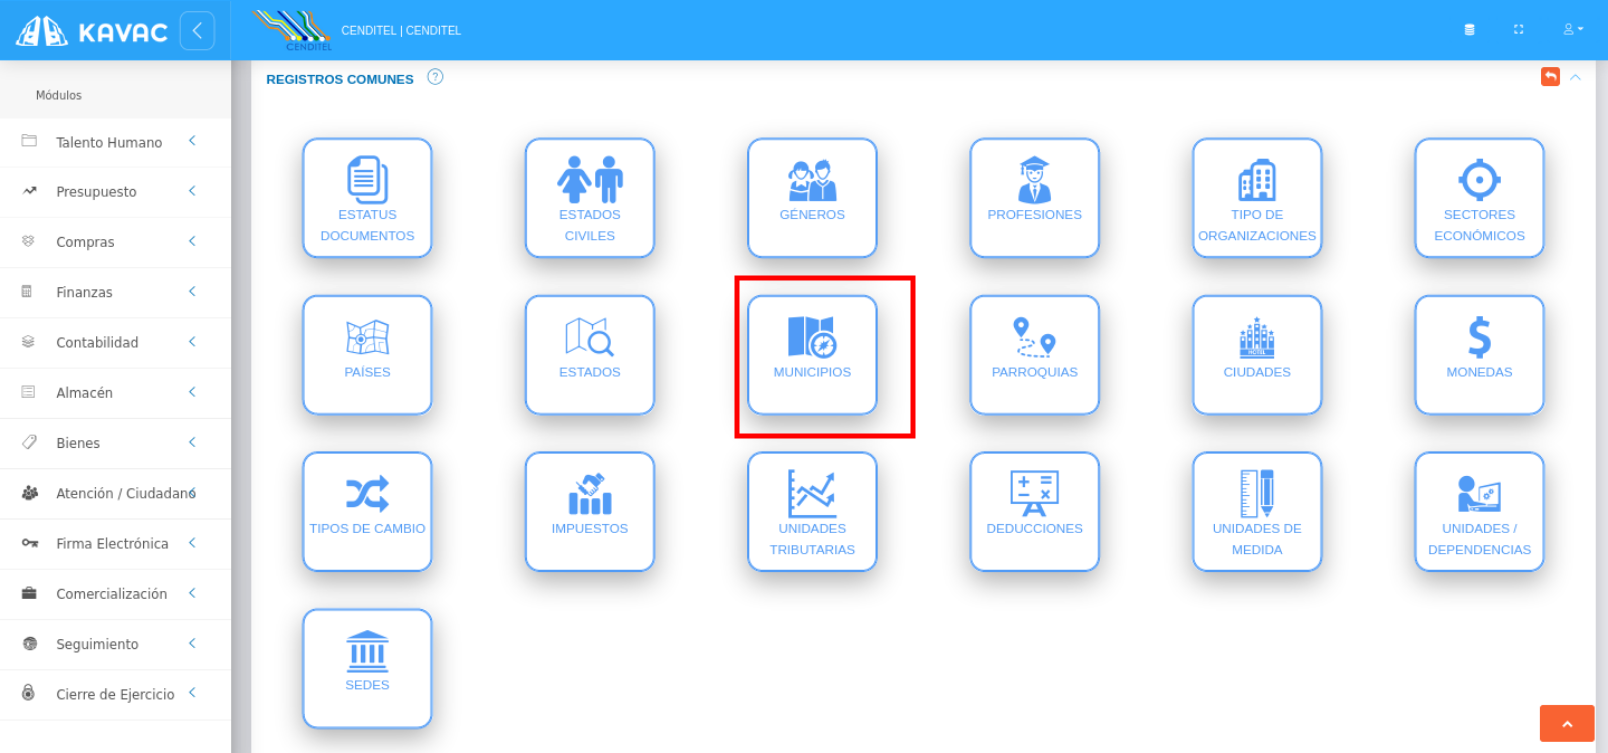 KAVAC
CENDITEL
CENDITEL | CENDITEL
REGISTROS COMUNES ?
Módulos
Talento Humano
Presupuesto
Compras
Finanzas
Contabilidad
Almacén
Bienes
Atención / Ciudadano
Firma Electrónica
Comercialización
Seguimiento
Cierre de Ejercicio
ESTATUS
DOCUMENTOS
ESTADOS
CIVILES
GÉNEROS
PROFESIONES
TIPO DE
ORGANIZACIONES
SECTORES
ECONÓMICOS
PAÍSES
ESTADOS
MUNICIPIOS
PARROQUIAS
HOTEL
CIUDADES
$
MONEDAS
TIPOS DE CAMBIO
IMPUESTOS
UNIDADES
TRIBUTARIAS
DEDUCCIONES
UNIDADES DE
MEDIDA
UNIDADES /
DEPENDENCIAS
SEDES